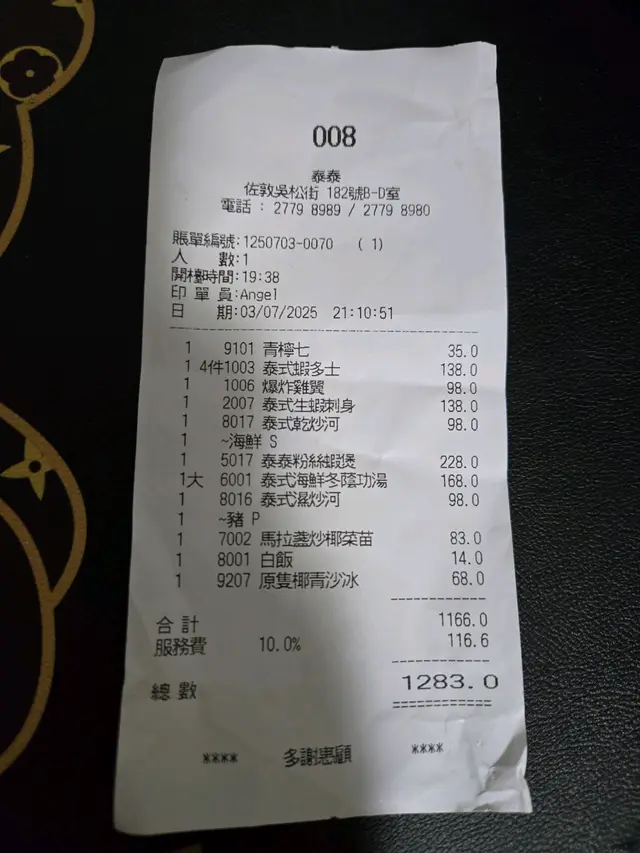 008
泰泰
佐敦吳松街 182號B-D室
電話 : 2779 8989 / 2779 8980
賬單編號:1250703-0070 ( 1)
人 數:1
開檯時間:19:38
印 單 員:Angel
日 期:03/07/2025 21:10:51
1 9101 青檸七 35.0
1 4件1003 泰式蝦多士 138.0
1 1006 爆炸雞翼 98.0
1 2007 泰式生蝦刺身 138.0
1 8017 泰式乾炒河 98.0
1 ~海鮮 S
1 5017 泰泰粉絲蝦煲 228.0
1大 6001 泰式海鮮冬蔭功湯 168.0
1 8016 泰式濕炒河 98.0
1 ~豬 P
1 7002 馬拉盞炒椰菜苗 83.0
1 8001 白飯 14.0
1 9207 原隻椰青沙冰 68.0
合 計 1166.0
服務費 10.0% 116.6
總 數 1283.0
**** 多謝惠顧 ****